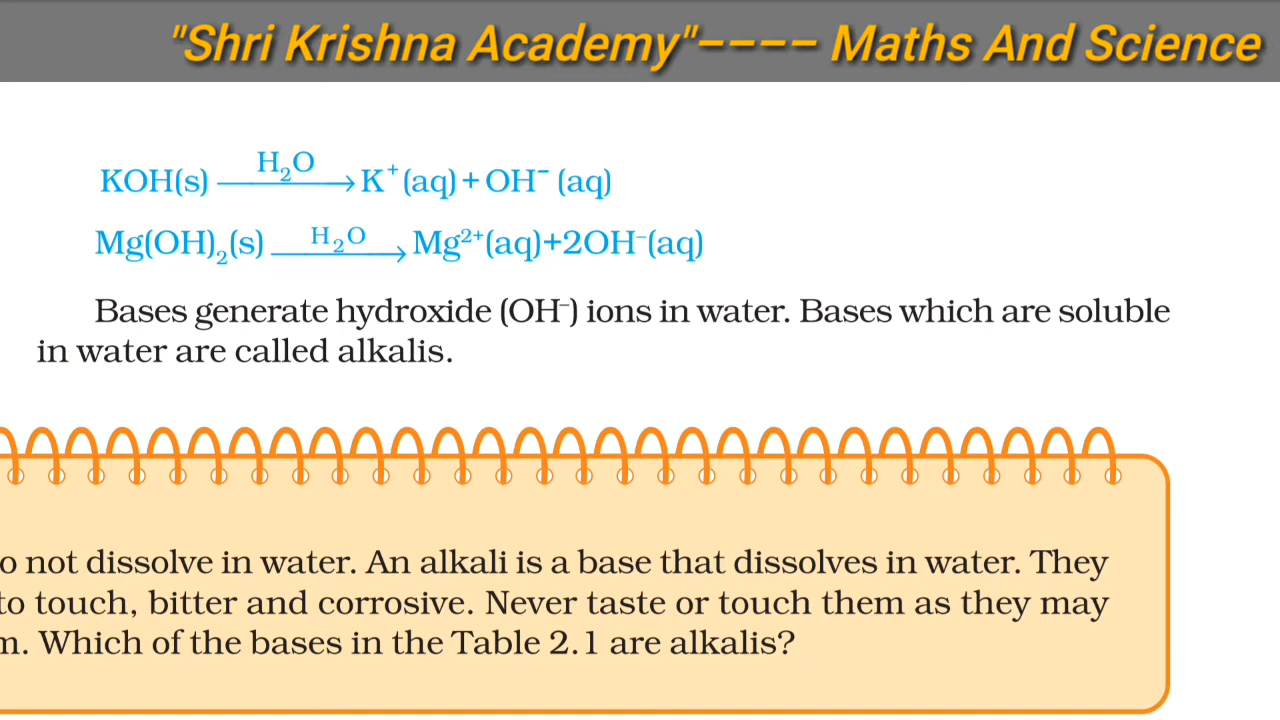 "Shri Krishna Academy"---- Maths And Science
KOH(s) —H₂O→ K⁺(aq) + OH⁻ (aq)
Mg(OH)₂(s) —H₂O→ Mg²⁺(aq)+2OH⁻(aq)
Bases generate hydroxide (OH⁻) ions in water. Bases which are soluble
in water are called alkalis.
not dissolve in water. An alkali is a base that dissolves in water. They
to touch, bitter and corrosive. Never taste or touch them as they may
Which of the bases in the Table 2.1 are alkalis?